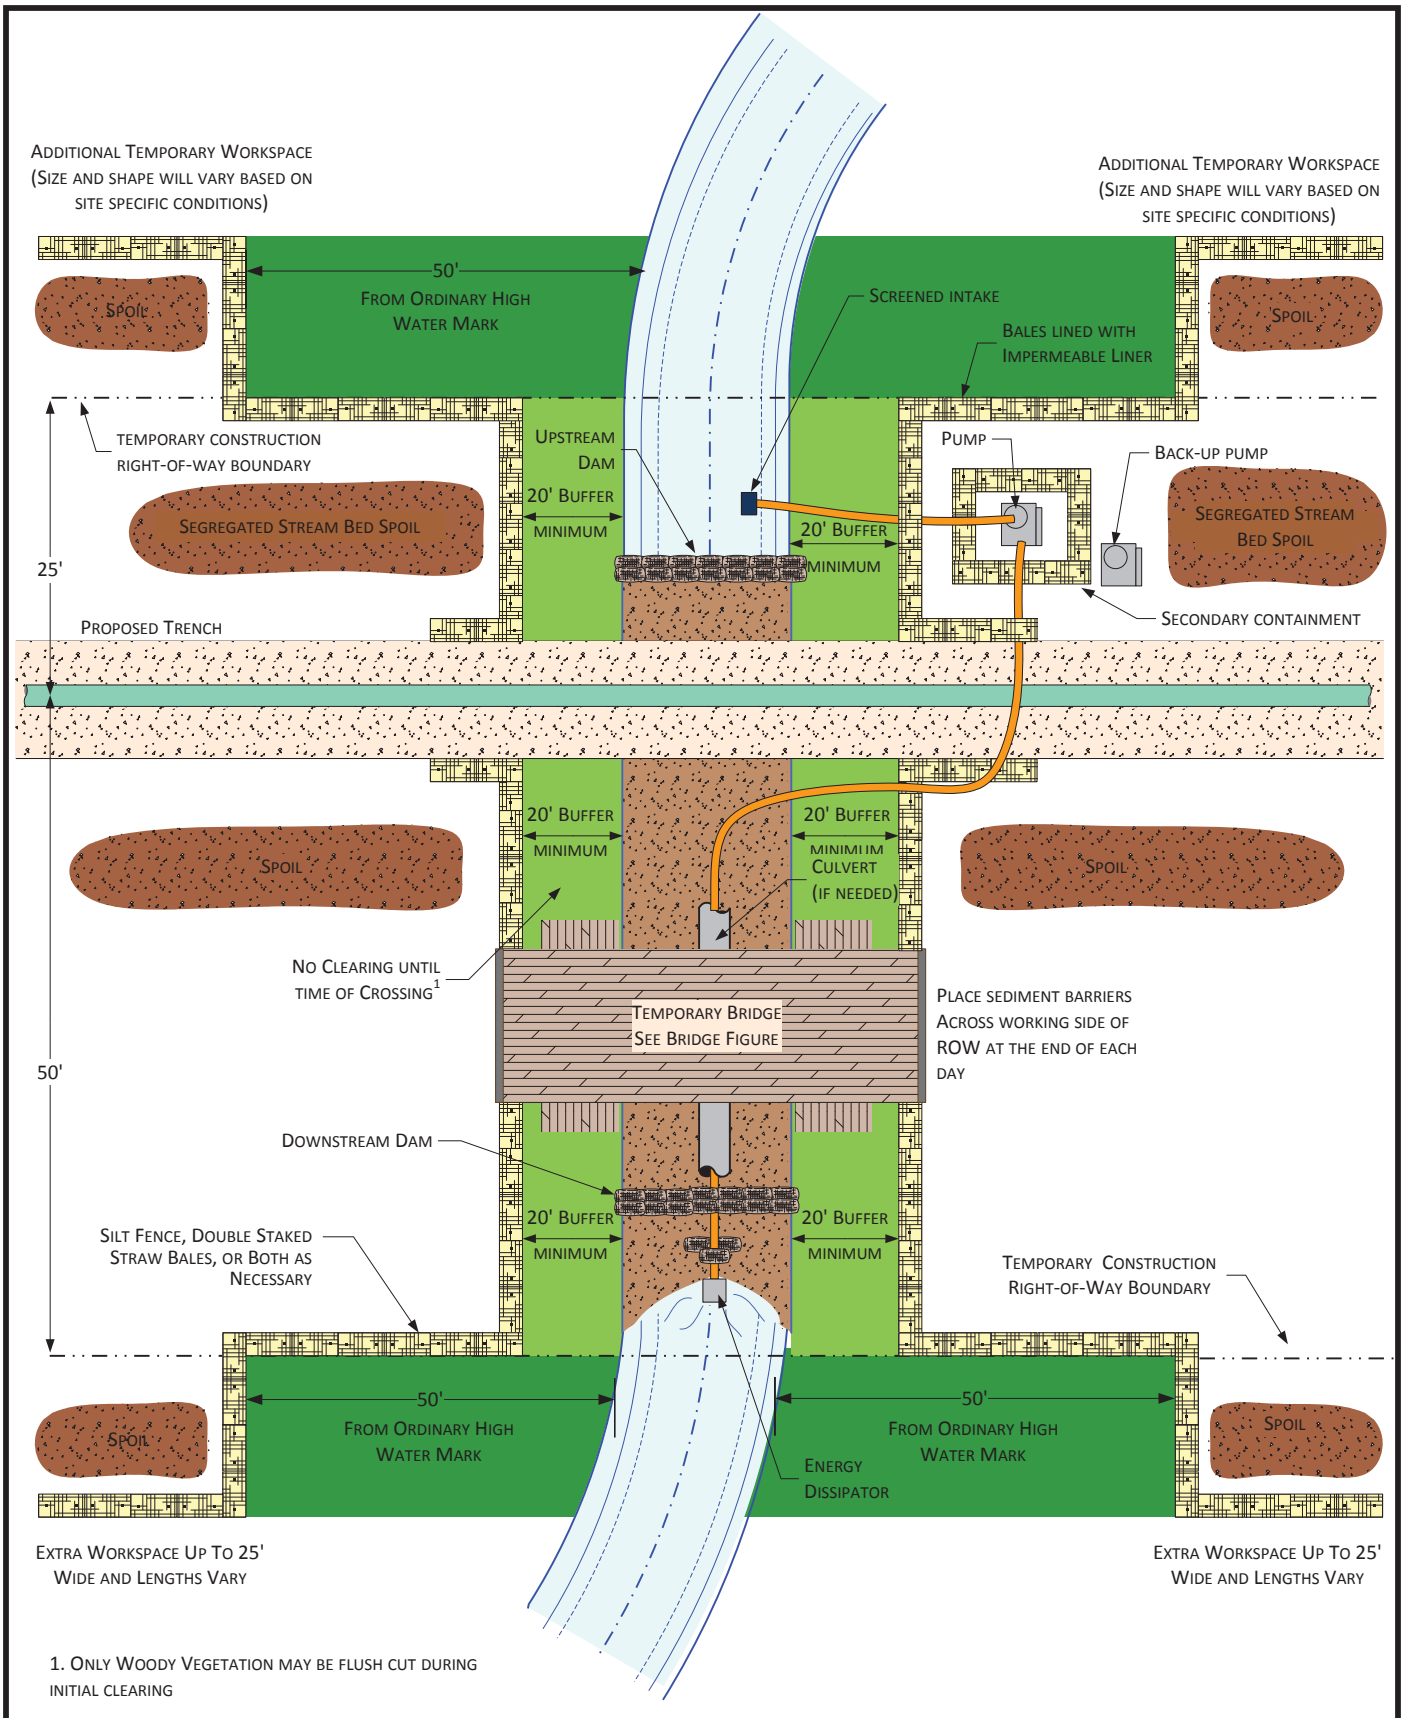 Additional Temporary Workspace
(Size and shape will vary based on
site specific conditions)
Additional Temporary Workspace
(Size and shape will vary based on
site specific conditions)
50'
From Ordinary High
Water Mark
Screened intake
Spoil
Spoil
Bales lined with
Impermeable Liner
temporary construction
right-of-way boundary
Upstream
Dam
Pump
Back-up pump
20' Buffer
minimum
Segregated Stream Bed Spoil
Segregated Stream
Bed Spoil
20' Buffer
minimum
25'
Secondary containment
Proposed Trench
20' Buffer
minimum
20' Buffer
minimum
Spoil
Spoil
Culvert
(if needed)
No Clearing until
time of Crossing1
Temporary Bridge
See Bridge Figure
Place sediment barriers
Across working side of
ROW at the end of each
day
50'
Downstream Dam
20' Buffer
minimum
20' Buffer
minimum
Silt Fence, Double Staked
Straw Bales, or Both as
Necessary
Temporary Construction
Right-of-Way Boundary
50'
From Ordinary High
Water Mark
50'
From Ordinary High
Water Mark
Spoil
Spoil
Energy
Dissipator
Extra Workspace Up To 25'
Wide and Lengths Vary
Extra Workspace Up To 25'
Wide and Lengths Vary
1. Only Woody Vegetation may be flush cut during
initial clearing